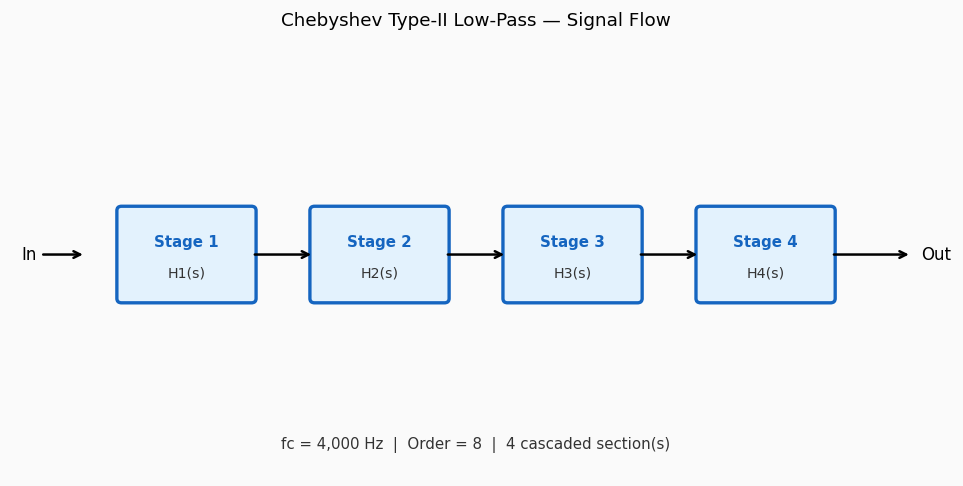 Chebyshev Type-II Low-Pass — Signal Flow
In
Stage 1
H1(s)
Stage 2
H2(s)
Stage 3
H3(s)
Stage 4
H4(s)
Out
fc = 4,000 Hz | Order = 8 | 4 cascaded section(s)